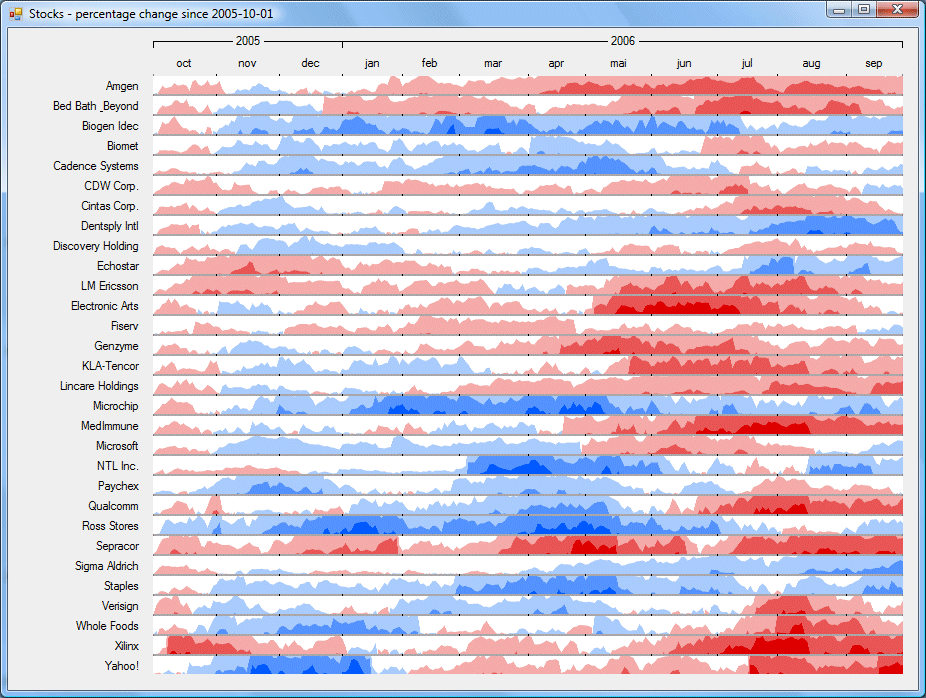 Stocks - percentage change since 2005-10-01
2005 2006
oct nov dec jan feb mar apr mai jun jul aug sep
Amgen
Bed Bath _Beyond
Biogen Idec
Biomet
Cadence Systems
CDW Corp.
Cintas Corp.
Dentsply Intl
Discovery Holding
Echostar
LM Ericsson
Electronic Arts
Fiserv
Genzyme
KLA-Tencor
Lincare Holdings
Microchip
MedImmune
Microsoft
NTL Inc.
Paychex
Qualcomm
Ross Stores
Sepracor
Sigma Aldrich
Staples
Verisign
Whole Foods
Xilinx
Yahoo!